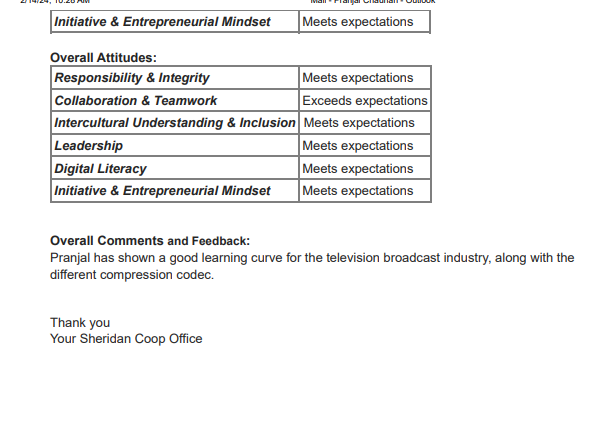 2/14/24, 10:28 AM Mail - Pranjal Chauhan - Outlook
Initiative & Entrepreneurial Mindset Meets expectations
Overall Attitudes:
Responsibility & Integrity Meets expectations
Collaboration & Teamwork Exceeds expectations
Intercultural Understanding & Inclusion Meets expectations
Leadership Meets expectations
Digital Literacy Meets expectations
Initiative & Entrepreneurial Mindset Meets expectations
Overall Comments and Feedback:
Pranjal has shown a good learning curve for the television broadcast industry, along with the
different compression codec.
Thank you
Your Sheridan Coop Office